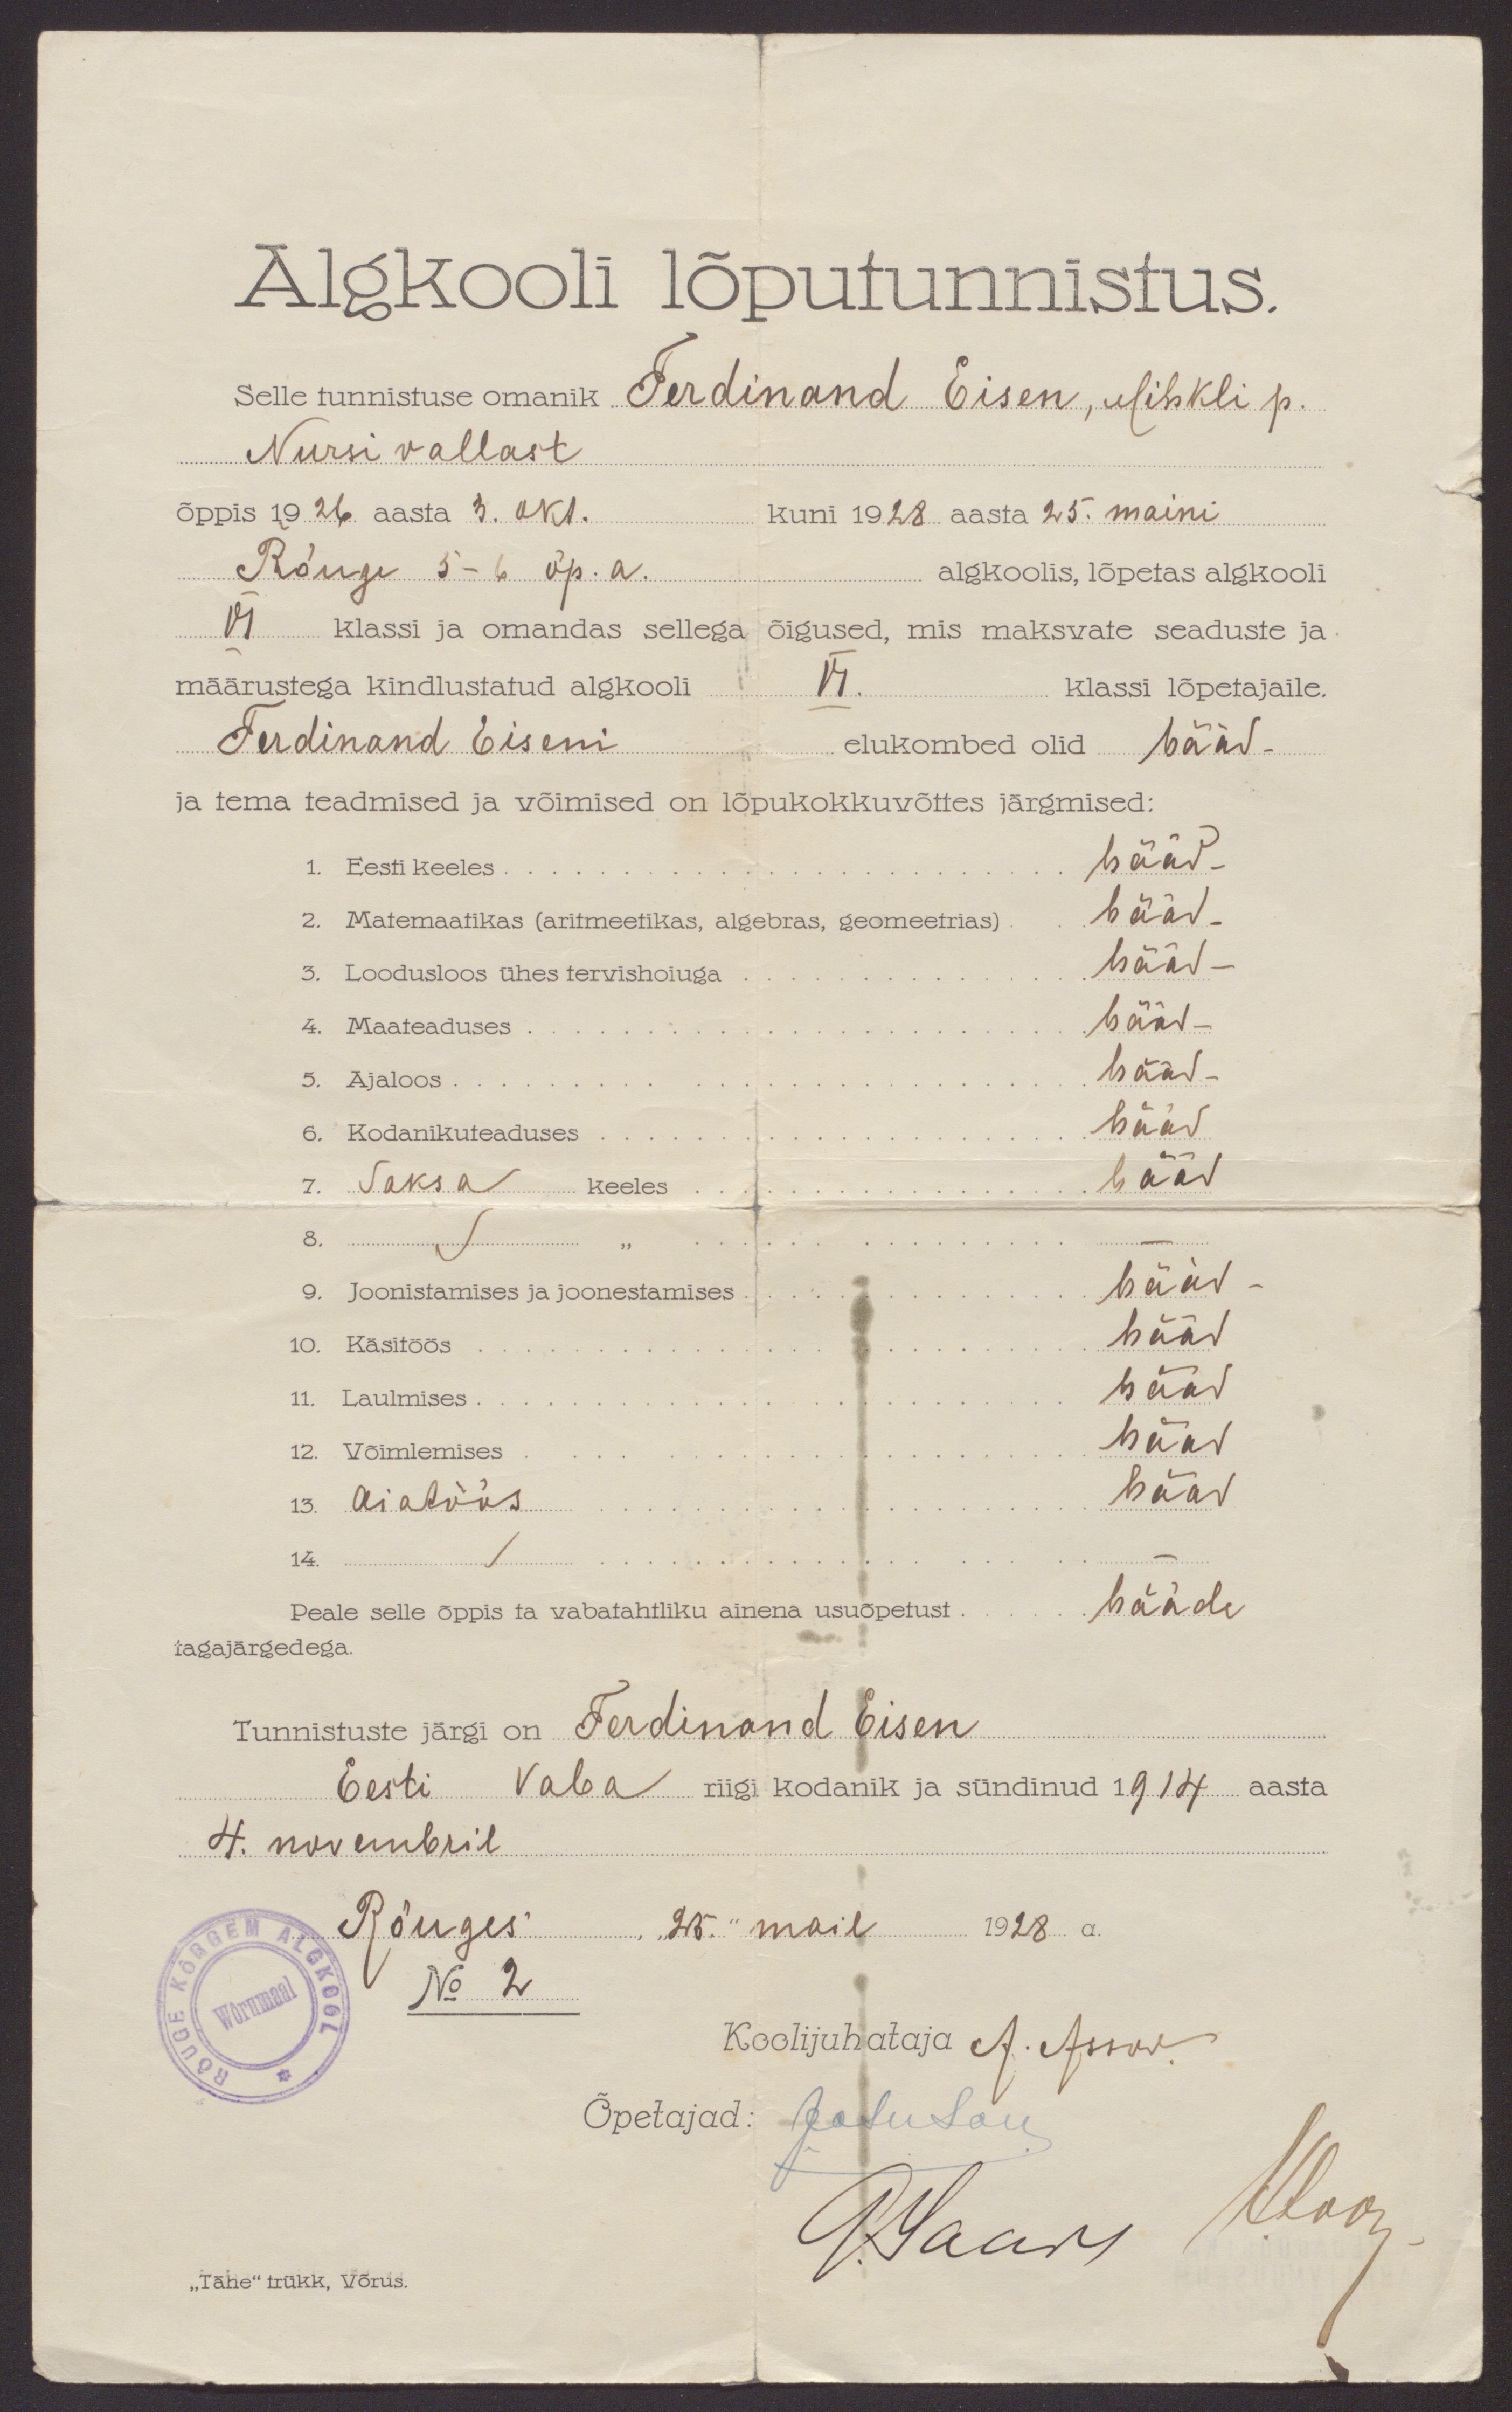 Algkooli lõputunnistus.
Selle tunnistuse omanik Ferdinand Eisen, Mihkli p.
Nursi vallast
õppis 1926 aasta 3. okt. kuni 1928 aasta 25. maini
Rõuge 5-6 õp. a. algkoolis, lõpetas algkooli
VI klassi ja omandas sellega õigused, mis maksvate seaduste ja
määrustega kindlustatud algkooli VI. klassi lõpetajaile.
Ferdinand Eiseni elukombed olid hääd-
ja tema teadmised ja võimised on lõpukokkuvõttes järgmised:
1. Eesti keeles . . . hääd-
2. Matemaatikas (aritmeetikas, algebras, geomeetrias) . . . hääd-
3. Loodusloos ühes tervishoiuga . . . hääd-
4. Maateaduses . . . hääd-
5. Ajaloos . . . hääd-
6. Kodanikuteaduses . . . hääd
7. Saksa keeles . . . hääd
8. „ . . . —
9. Joonistamises ja joonestamises . . . hääd-
10. Käsitöös . . . hääd
11. Laulmises . . . hääd
12. Võimlemises . . . hääd
13. Aiatöös . . . hääd
14. / . . . —
Peale selle õppis ta vabatahtliku ainena usuõpetust . . . hääde
tagajärgedega.
Tunnistuste järgi on Ferdinand Eisen
Eesti Vaba riigi kodanik ja sündinud 1914 aasta
4. novembril
Rõuges, „25." mail 1928 a.
№ 2
RÕUGE KÕRGEM ALGKOOL
Wõrumaal
Koolijuhataja A. Assor.
Õpetajad:
P. Saar
„Tähe" trükk, Võrus.